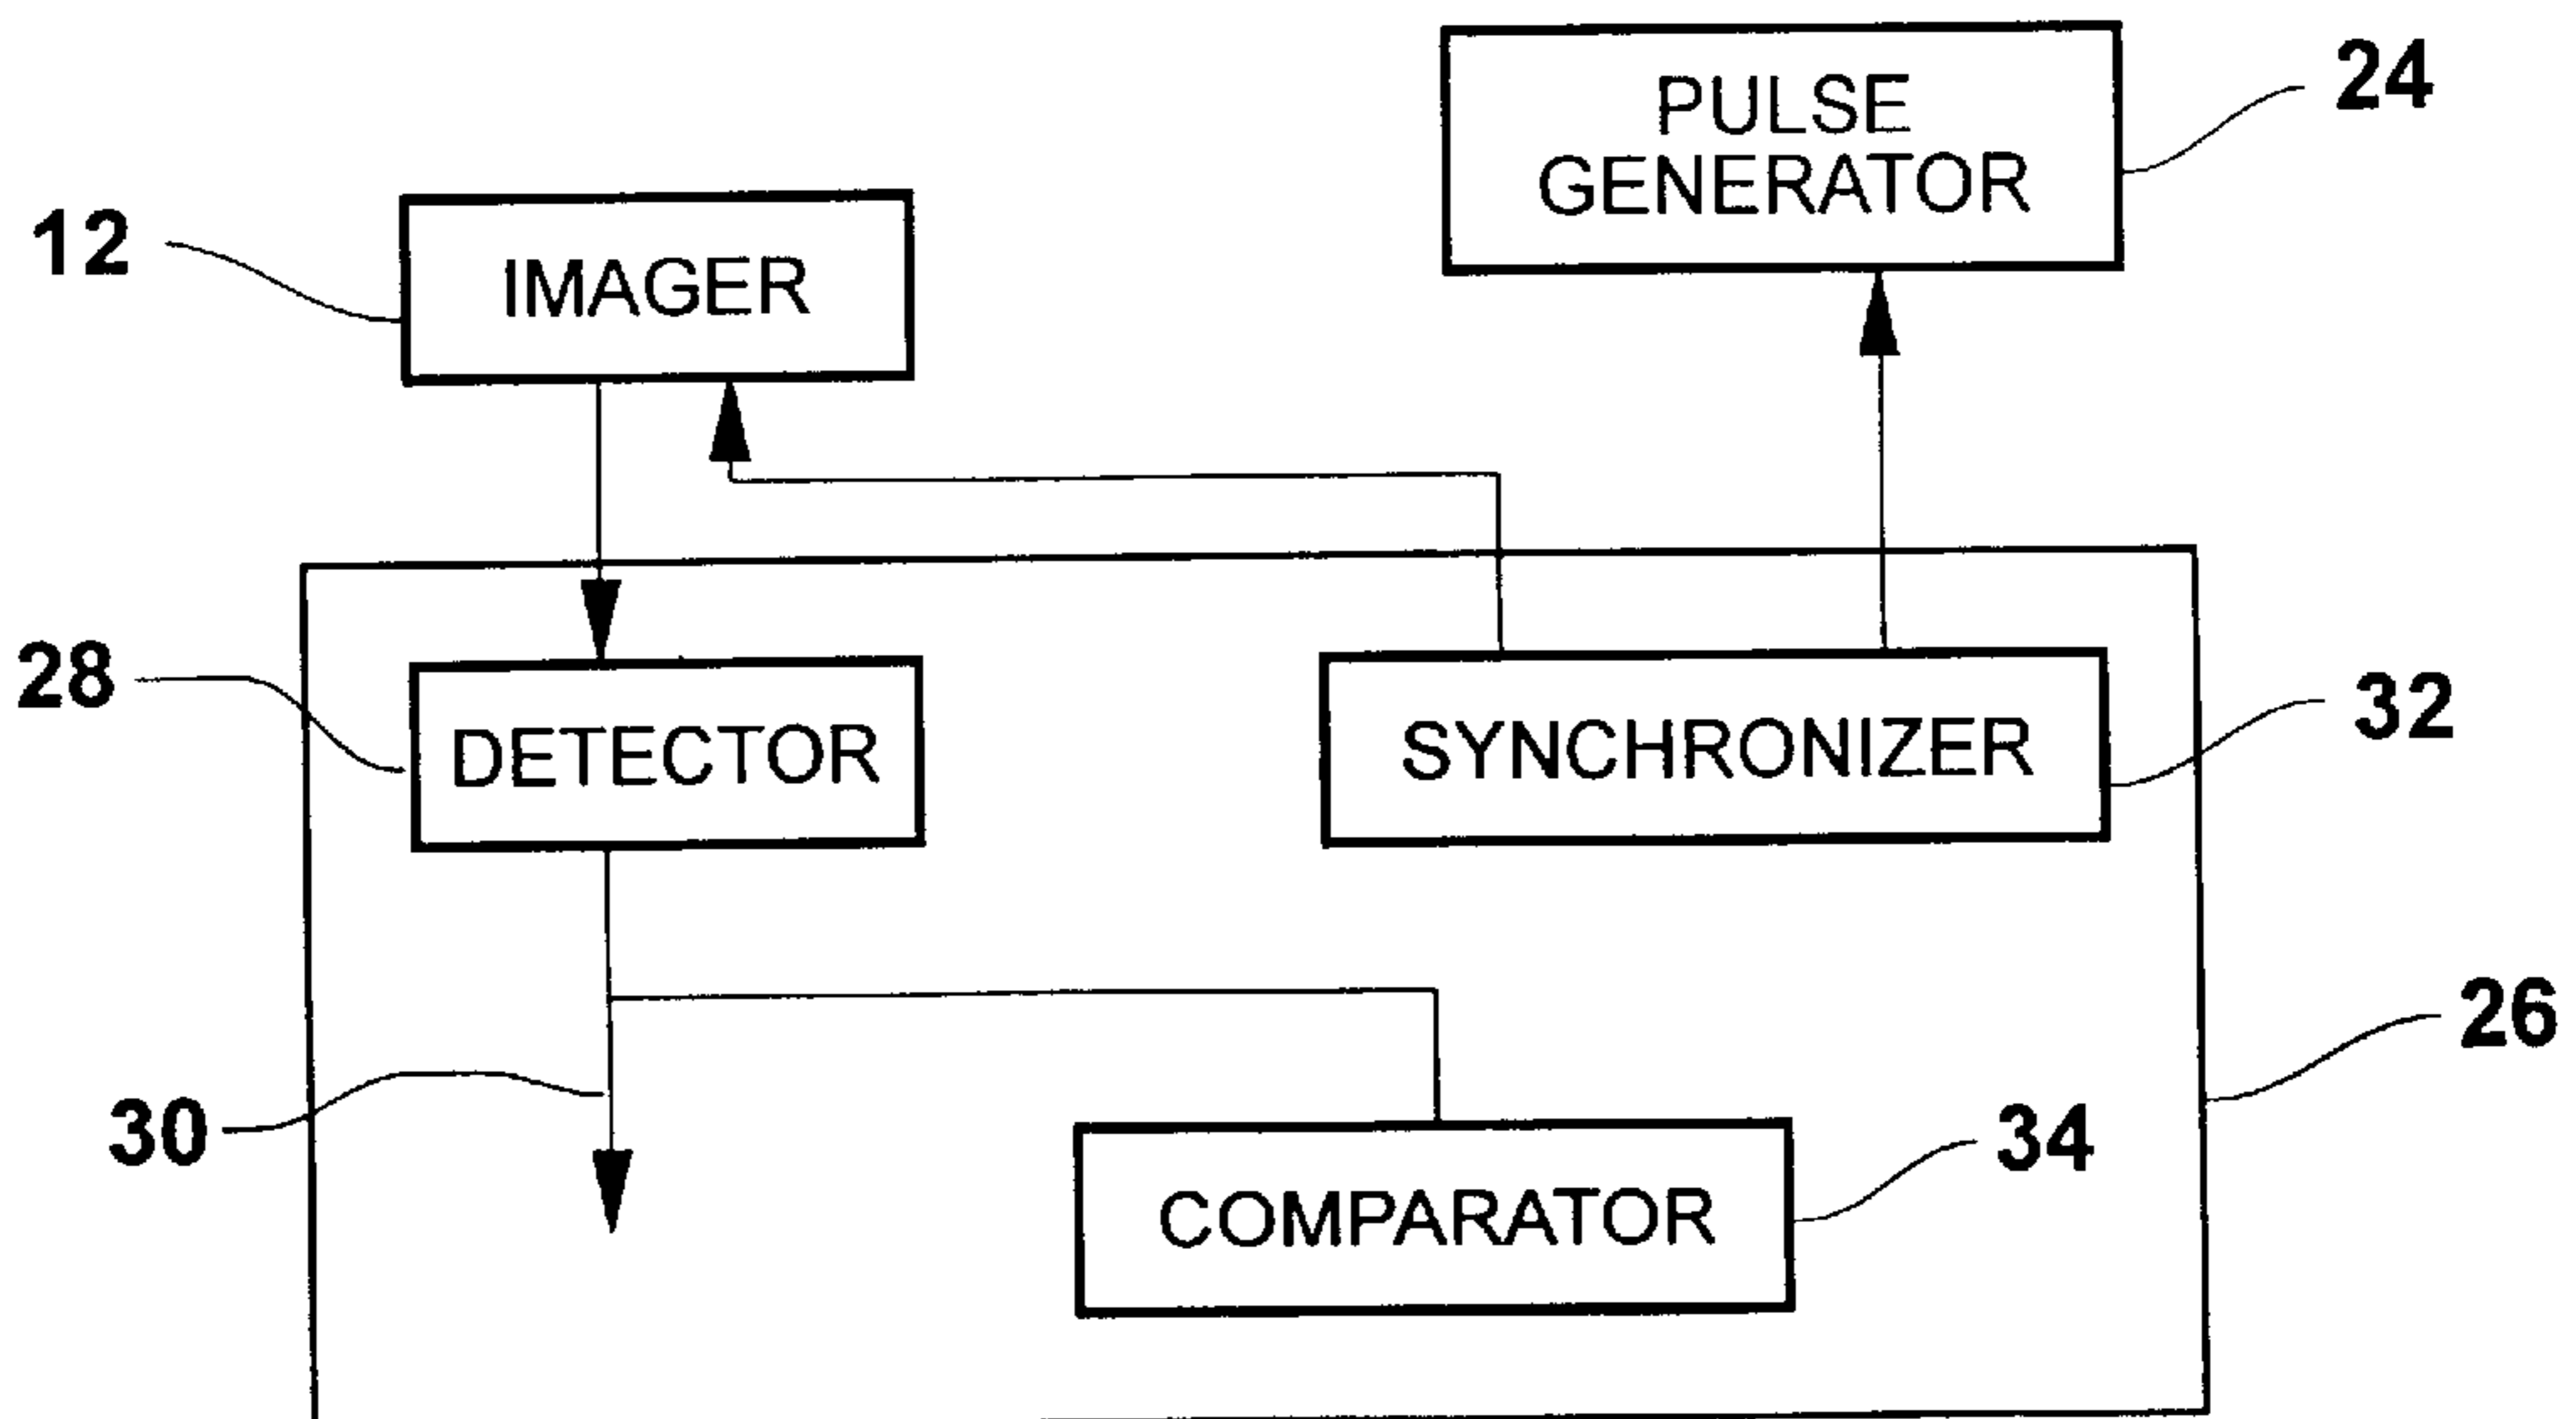 PULSE
GENERATOR
24
12
IMAGER
28
DETECTOR
SYNCHRONIZER
32
26
30
COMPARATOR
34